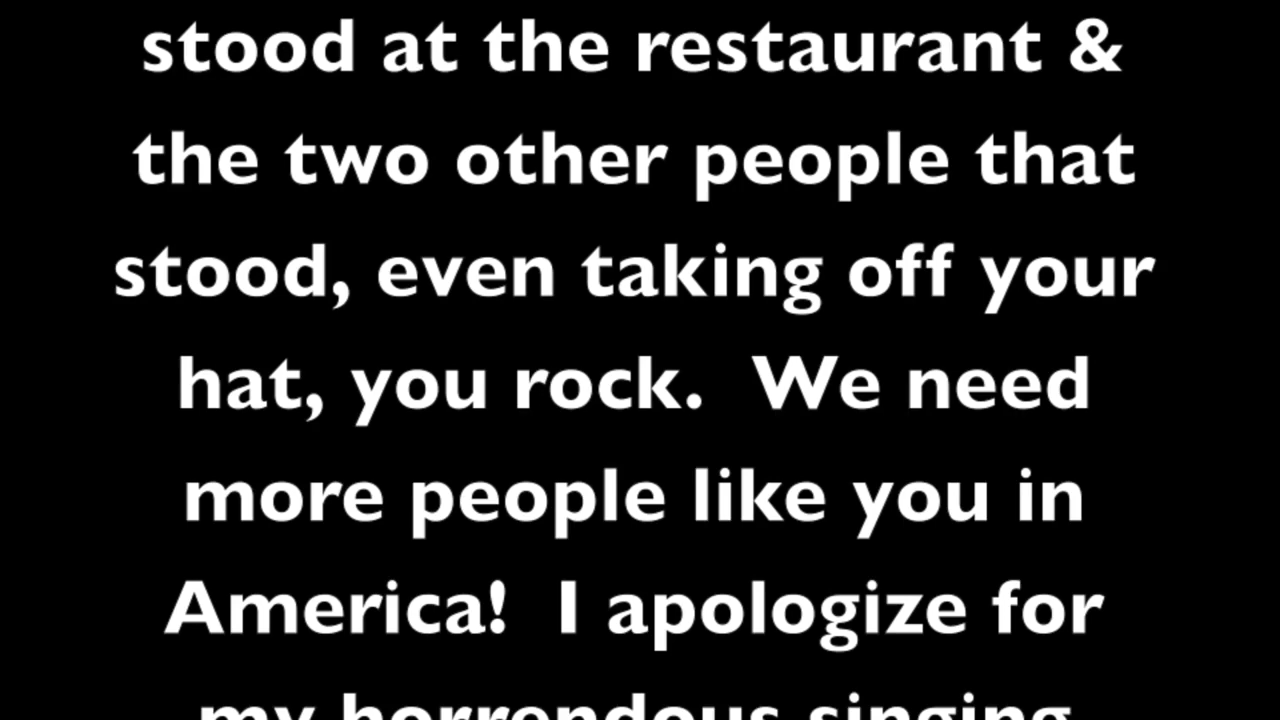 stood at the restaurant &
the two other people that
stood, even taking off your
hat, you rock.  We need
more people like you in
America!  I apologize for
my horrendous singing